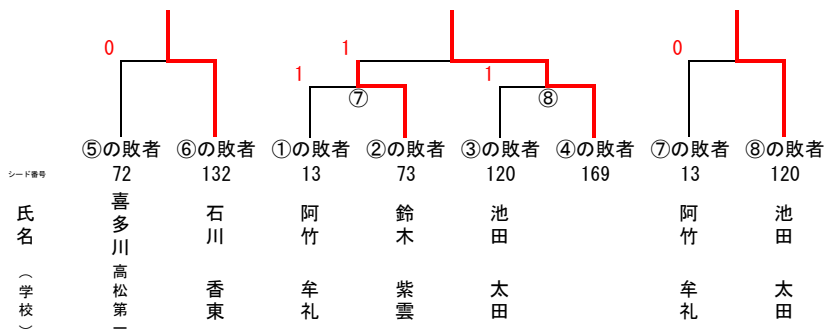 0 1 0
1 1
⑦ ⑧
⑤の敗者 ⑥の敗者 ①の敗者 ②の敗者 ③の敗者 ④の敗者 ⑦の敗者 ⑧の敗者
シード番号 72 132 13 73 120 169 13 120
氏名 喜多川 石川 阿竹 鈴木 池田 阿竹 池田
（学校） 高松第一 香東 牟礼 紫雲 太田 牟礼 太田